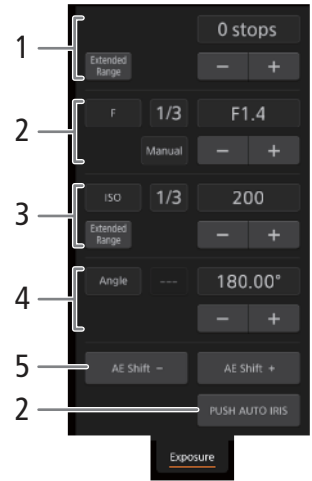 1
0 stops
Extended
Range
− +
2
F 1/3 F1.4
Manual − +
3
ISO 1/3 200
Extended
Range
− +
4
Angle --- 180.00°
− +
5
AE Shift − AE Shift +
2
PUSH AUTO IRIS
Exposure